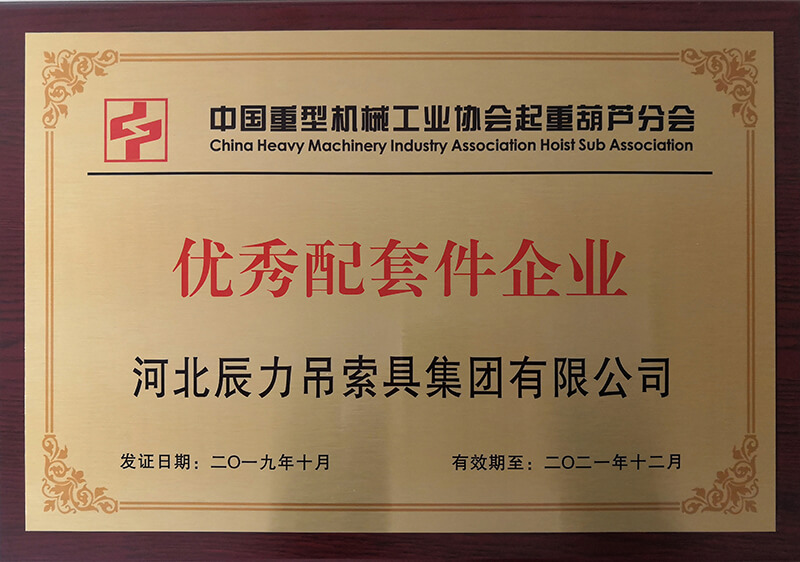 中国重型机械工业协会起重葫芦分会
China Heavy Machinery Industry Association Hoist Sub Association
优秀配套件企业
河北辰力吊索具集团有限公司
发证日期：二〇一九年十月 有效期至：二〇二一年十二月